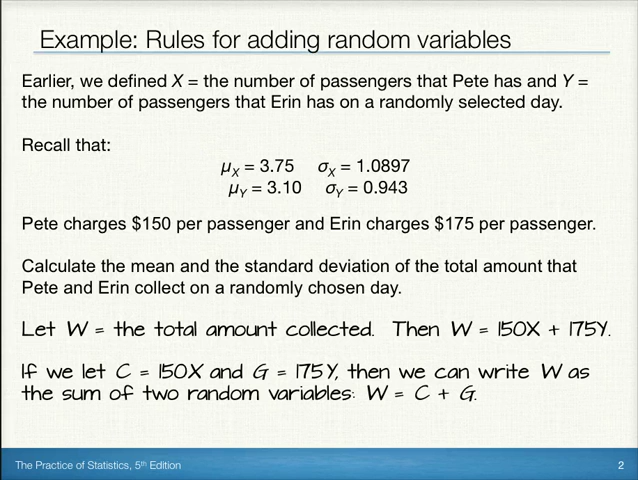 Example: Rules for adding random variables
Earlier, we defined X = the number of passengers that Pete has and Y =
the number of passengers that Erin has on a randomly selected day.
Recall that:
μX = 3.75 σX = 1.0897
μY = 3.10 σY = 0.943
Pete charges $150 per passenger and Erin charges $175 per passenger.
Calculate the mean and the standard deviation of the total amount that
Pete and Erin collect on a randomly chosen day.
Let W = the total amount collected. Then W = 150X + 175Y.
If we let C = 150X and G = 175Y, then we can write W as
the sum of two random variables: W = C + G.
The Practice of Statistics, 5th Edition 2